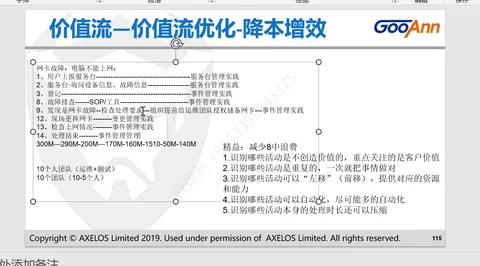 价值流—价值流优化-降本增效
GooAnn
网卡故障：电脑不能上网；
1、用户上报服务台----------------------------服务台管理实践
2、服务台-询问设备信息、故障信息------------服务台管理实践
3、登记--------------------------------------事件管理实践
8、故障排查------SOP/工具--------------------事件管理实践
9、发现是网卡故障--检查处理要求---组织提前给运维团队授权储备网卡---事件管理实践
12、现场更换网卡--------变更管理实践
13、检查上网情况--------事件管理实践
14、处理结束--------事件管理管理
300M—290M-200M—170M-160M-1510-50M-140M
10个人团队（运维+测试）
10个团队（10-5个人）
精益：减少8中浪费
1.识别哪些活动是不创造价值的，重点关注的是客户价值
2.识别哪些活动是重复的，一次就把事情做对
3.识别哪些活动可以“左移”（前移），提供对应的资源
和能力
4.识别哪些活动可以自动化，尽可能多的自动化
5.识别哪些活动本身的处理时长还可以压缩
Copyright © AXELOS Limited 2019. Used under permission of AXELOS Limited. All rights reserved.
115
处添加备注